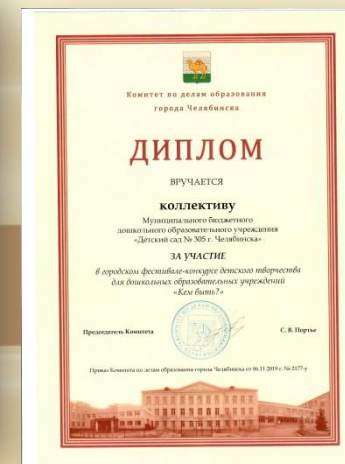 Комитет по делам образования
города Челябинска
ДИПЛОМ
ВРУЧАЕТСЯ
коллективу
Муниципального бюджетного
дошкольного образовательного учреждения
«Детский сад № 305 г. Челябинска»
ЗА УЧАСТИЕ
в городском фестивале-конкурсе детского творчества
для дошкольных образовательных учреждений
«Кем быть?»
Председатель Комитета
С. В. Портье
Приказ Комитета по делам образования города Челябинска от 06.11.2019 г. № 2177-у